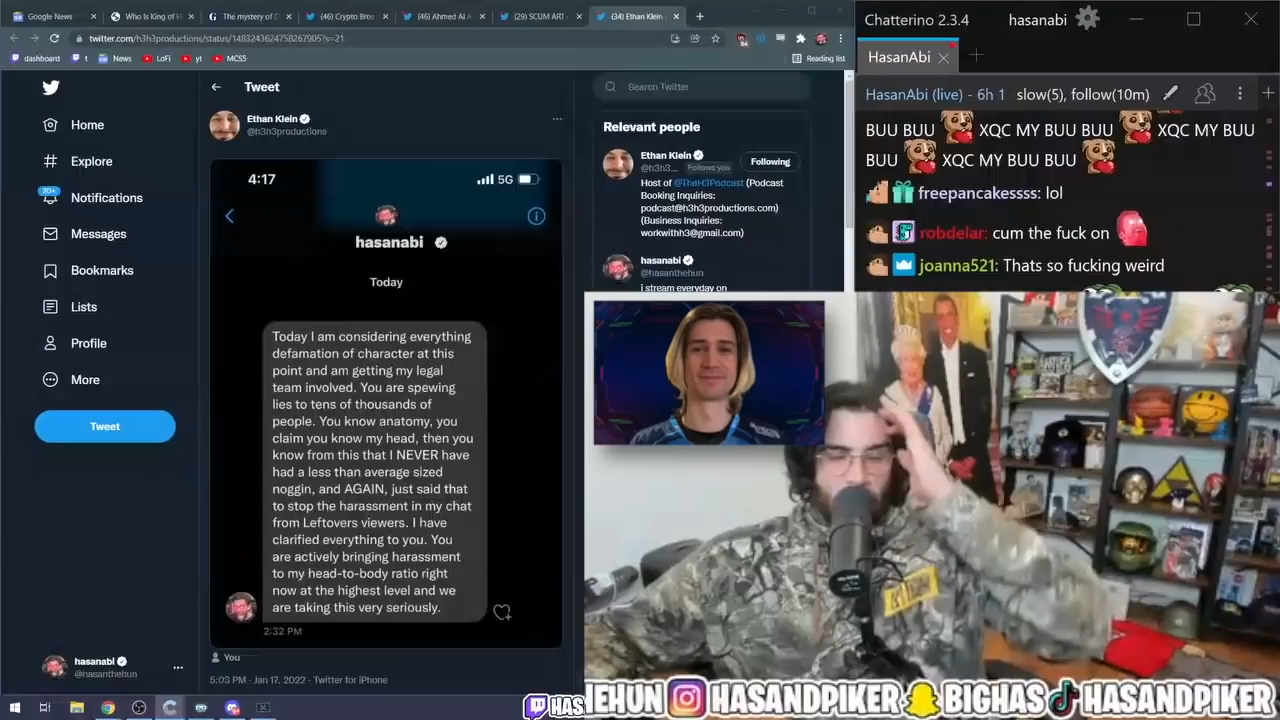 Google News
Who Is King of H
The mystery of D
(46) Crypto Bro
(46) Ahmed Al A
(29) SCUM ART
(34) Ethan Klein
twitter.com/h3h3productions/status/1483243624758267905?s=21
dashboard
t
News
LoFi
yt
MCS5
Reading list
Home
Explore
20+
Notifications
Messages
Bookmarks
Lists
Profile
More
Tweet
hasanabi
@hasanthehun
Tweet
Ethan Klein
@h3h3productions
4:17
5G
hasanabi
Today
Today I am considering everything
defamation of character at this
point and am getting my legal
team involved. You are spewing
lies to tens of thousands of
people. You know anatomy, you
claim you know my head, then you
know from this that I NEVER have
had a less than average sized
noggin, and AGAIN, just said that
to stop the harassment in my chat
from Leftovers viewers. I have
clarified everything to you. You
are actively bringing harassment
to my head-to-body ratio right
now at the highest level and we
are taking this very seriously.
2:32 PM
You
5:03 PM · Jan 17, 2022 · Twitter for iPhone
Search Twitter
Relevant people
Ethan Klein
@h3h3...
Follows you
Following
Host of @TheH3Podcast (Podcast
Booking Inquiries:
podcast@h3h3productions.com)
(Business Inquiries:
workwithh3@gmail.com)
hasanabi
@hasanthehun
i stream everyday on
Chatterino 2.3.4
hasanabi
HasanAbi
HasanAbi (live) - 6h 1
slow(5), follow(10m)
BUU BUU XQC MY BUU BUU XQC MY BUU
BUU XQC MY BUU BUU
freepancakessss: lol
robdelar: cum the fuck on
joanna521: Thats so fucking weird
HAS
HEHUN
HASANDPIKER
BIGHAS
HASANDPIKER